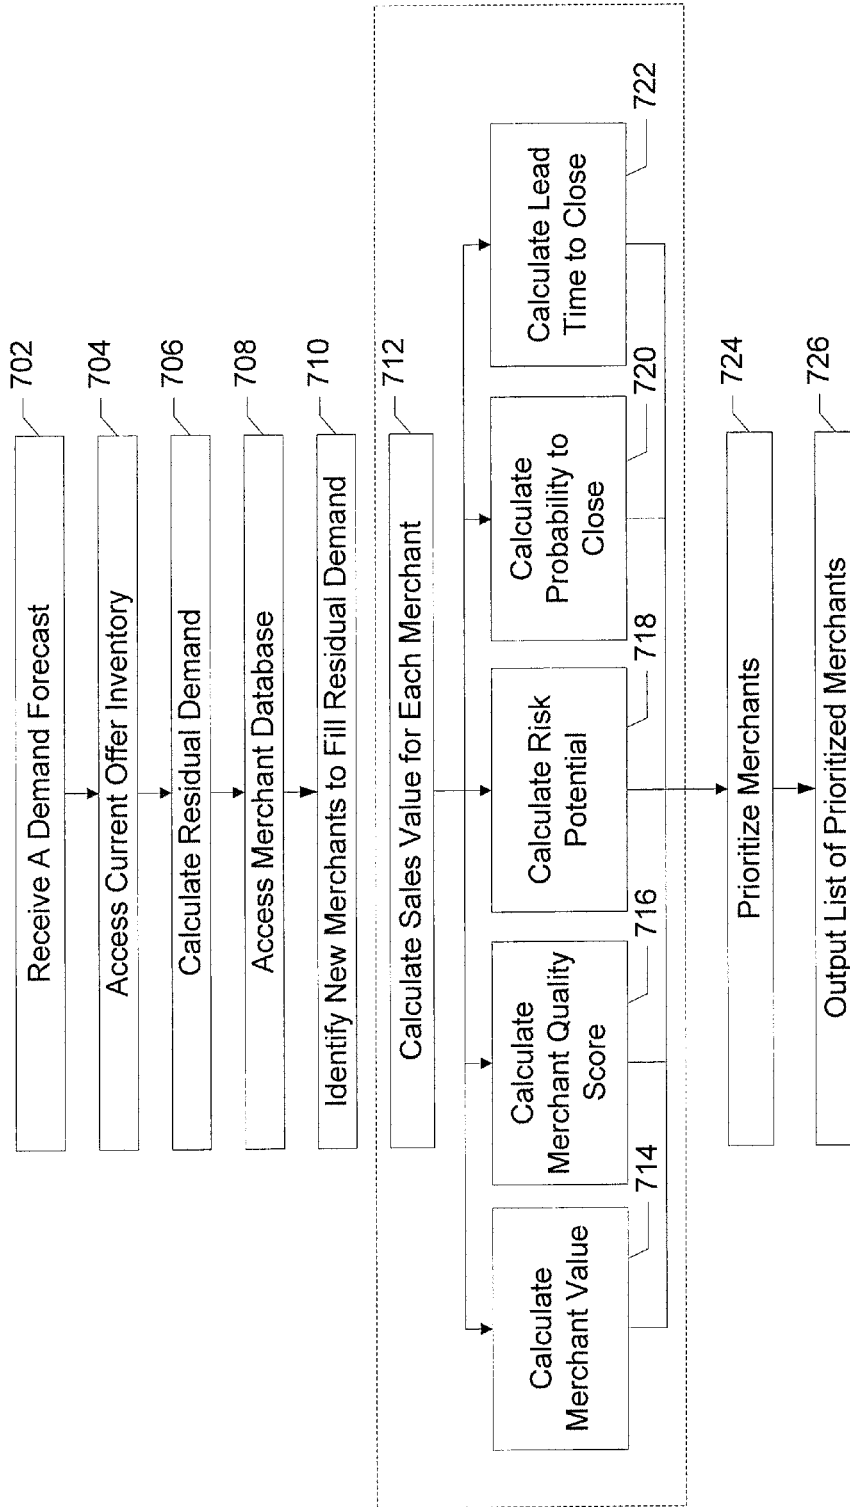 702
Receive A Demand Forecast
704
Access Current Offer Inventory
706
Calculate Residual Demand
708
Access Merchant Database
710
Identify New Merchants to Fill Residual Demand
712
Calculate Sales Value for Each Merchant
Calculate
Merchant Value
714
Calculate
Merchant Quality
Score
716
Calculate Risk
Potential
718
Calculate
Probability to
Close
720
Calculate Lead
Time to Close
722
724
Prioritize Merchants
726
Output List of Prioritized Merchants